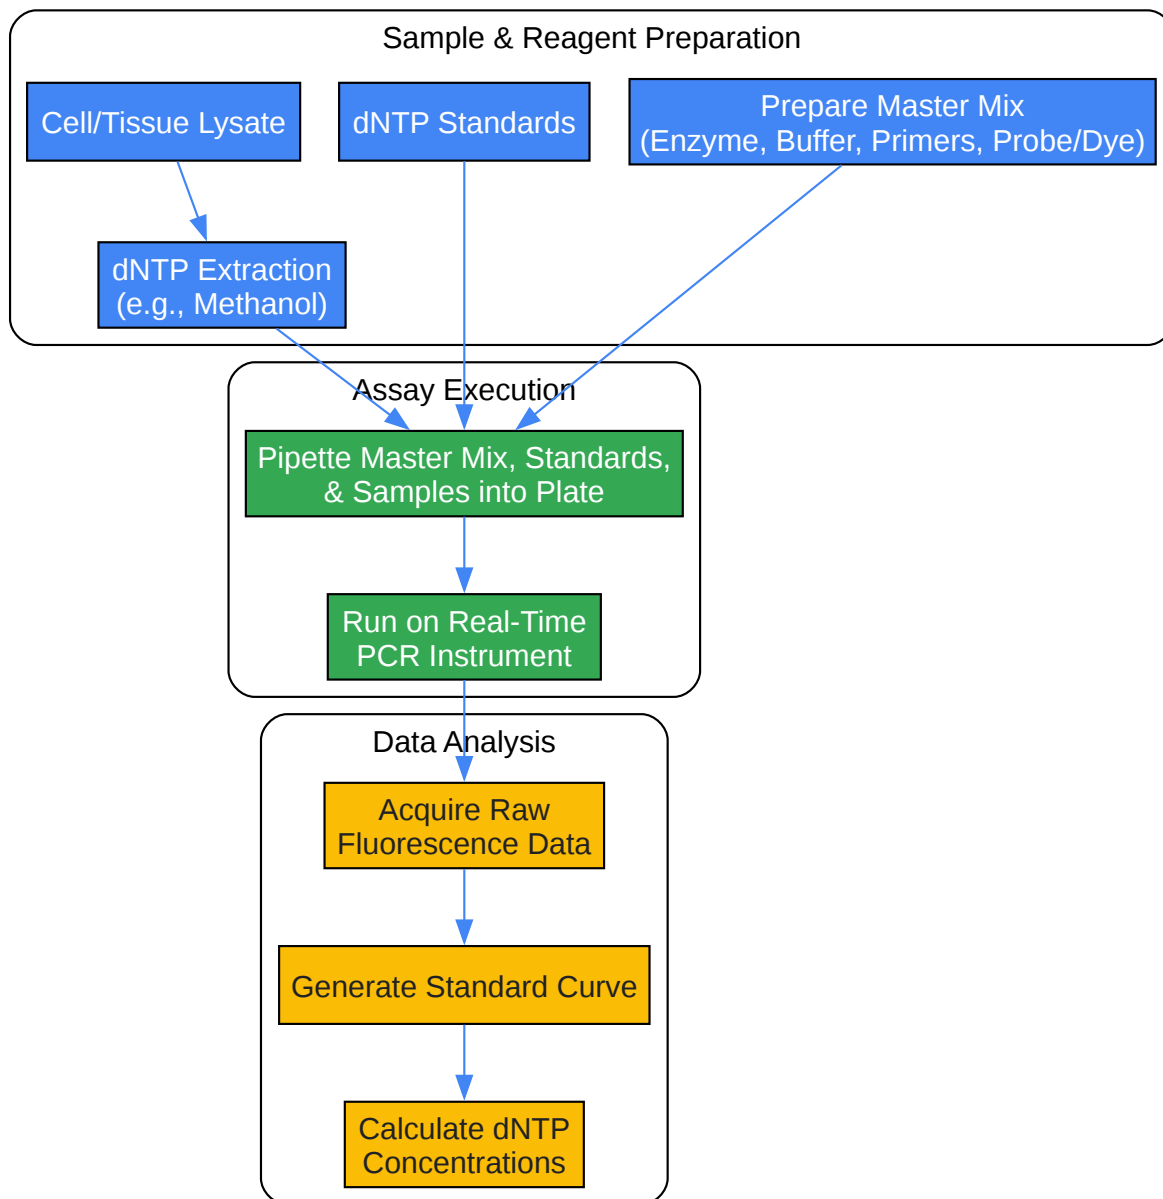 Sample & Reagent Preparation
Cell/Tissue Lysate
dNTP Standards
Prepare Master Mix
(Enzyme, Buffer, Primers, Probe/Dye)
dNTP Extraction
(e.g., Methanol)
Assay Execution
Pipette Master Mix, Standards,
& Samples into Plate
Run on Real-Time
PCR Instrument
Data Analysis
Acquire Raw
Fluorescence Data
Generate Standard Curve
Calculate dNTP
Concentrations